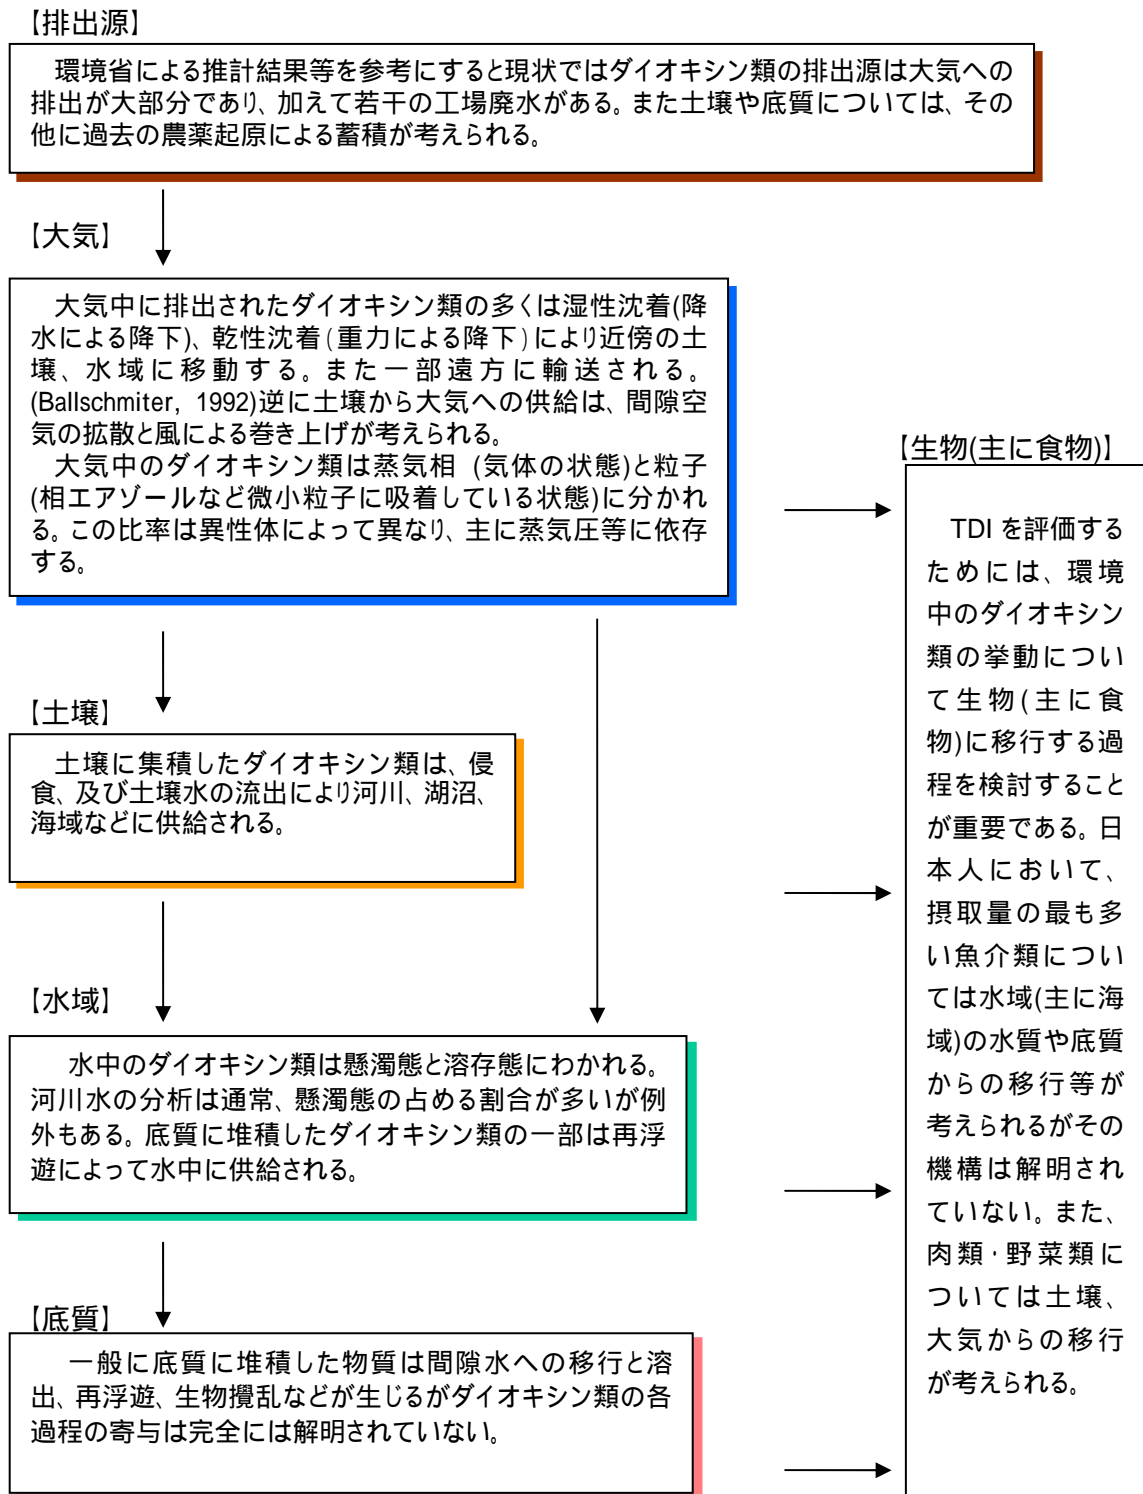 【排出源】
環境省による推計結果等を参考にすると現状ではダイオキシン類の排出源は大気への
排出が大部分であり、加えて若干の工場廃水がある。また土壌や底質については、その
他に過去の農薬起原による蓄積が考えられる。
【大気】
大気中に排出されたダイオキシン類の多くは湿性沈着(降
水による降下)、乾性沈着(重力による降下)により近傍の土
壌、水域に移動する。また一部遠方に輸送される。
(Ballschmiter, 1992)逆に土壌から大気への供給は、間隙空
気の拡散と風による巻き上げが考えられる。
大気中のダイオキシン類は蒸気相 (気体の状態)と粒子
(相エアゾールなど微小粒子に吸着している状態)に分かれ
る。この比率は異性体によって異なり、主に蒸気圧等に依存
する。
【土壌】
土壌に集積したダイオキシン類は、侵
食、及び土壌水の流出により河川、湖沼、
海域などに供給される。
【水域】
水中のダイオキシン類は懸濁態と溶存態にわかれる。
河川水の分析は通常、懸濁態の占める割合が多いが例
外もある。底質に堆積したダイオキシン類の一部は再浮
遊によって水中に供給される。
【底質】
一般に底質に堆積した物質は間隙水への移行と溶
出、再浮遊、生物攪乱などが生じるがダイオキシン類の各
過程の寄与は完全には解明されていない。
【生物(主に食物)】
TDI を評価する
ためには、環境
中のダイオキシン
類の挙動につい
て生物(主に食
物)に移行する過
程を検討すること
が重要である。日
本人において、
摂取量の最も多
い魚介類につい
ては水域(主に海
域)の水質や底質
からの移行等が
考えられるがその
機構は解明され
ていない。また、
肉類・野菜類に
ついては土壌、
大気からの移行
が考えられる。